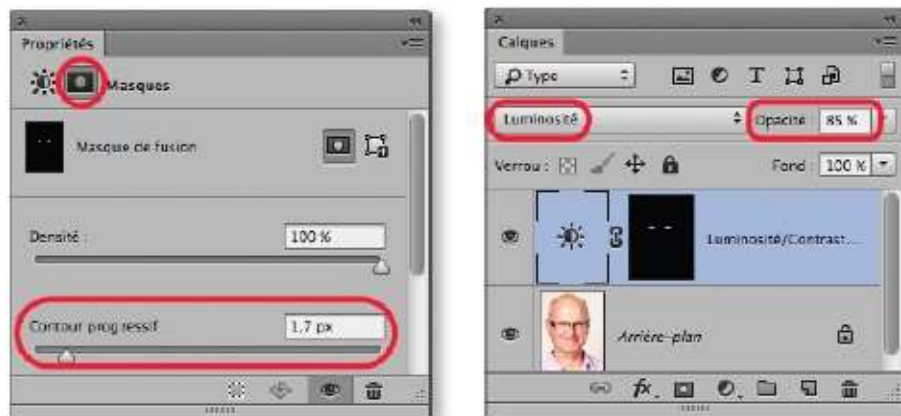 Propriétés
Masques
Masque de fusion
Densité :
100 %
Contour progressif
1,7 px
Calques
Type
T
Luminosité
Opacité :
85 %
Verrou :
Fond :
100 %
Luminosité/Contrast...
Arrière-plan
fx